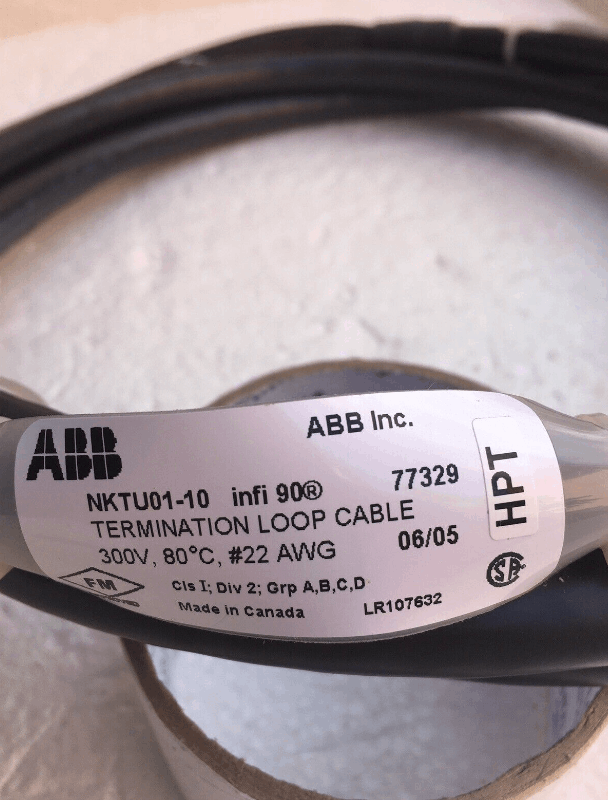 ABB
ABB Inc.
NKTU01-10 infi 90®
77329
TERMINATION LOOP CABLE
06/05
300V, 80°C, #22 AWG
HPT
FM
Cls I; Div 2; Grp A,B,C,D
SA
Made in Canada
LR107632